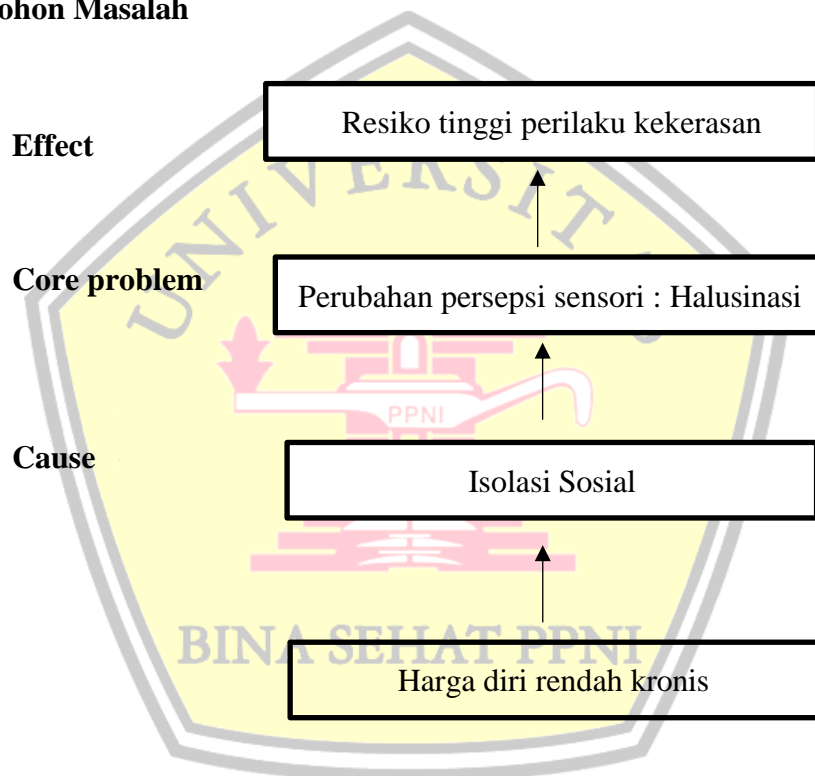 ohon Masalah
Resiko tinggi perilaku kekerasan
Effect
UNIVERSIT
Core problem
Perubahan persepsi sensori : Halusinasi
PPNI
Cause
Isolasi Sosial
BINA SEHAT PPNI
Harga diri rendah kronis